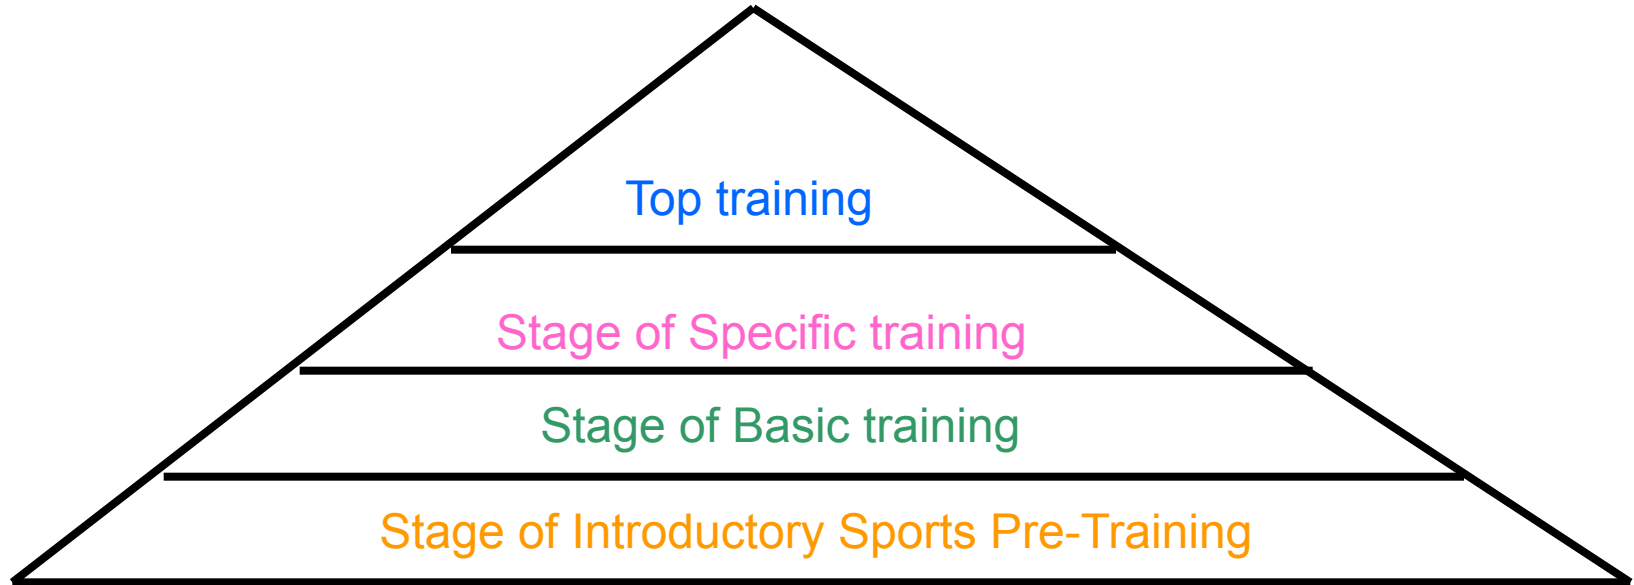 Top training
Stage of Specific training
Stage of Basic training
Stage of Introductory Sports Pre-Training